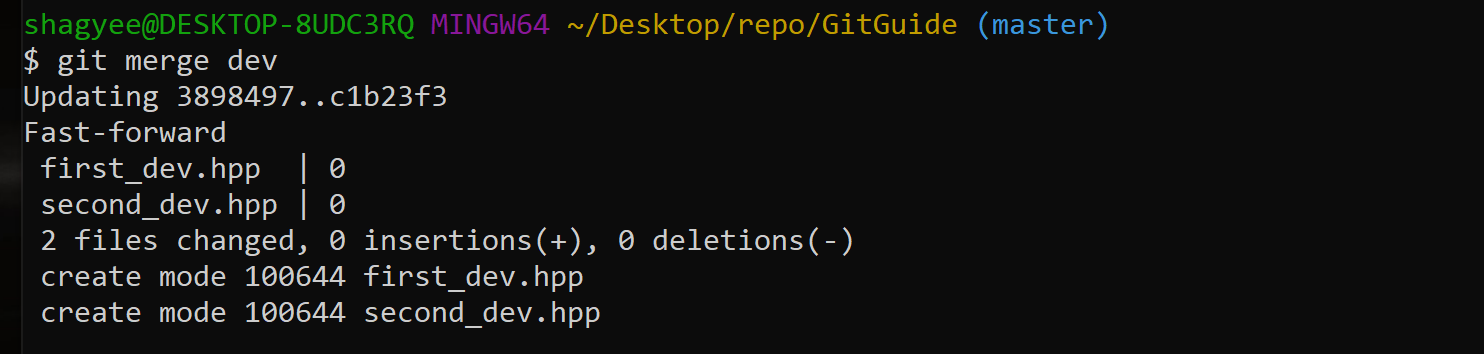 shagyee@DESKTOP-8UDC3RQ MINGW64 ~/Desktop/repo/GitGuide (master)
$ git merge dev
Updating 3898497..c1b23f3
Fast-forward
 first_dev.hpp  | 0
 second_dev.hpp | 0
 2 files changed, 0 insertions(+), 0 deletions(-)
 create mode 100644 first_dev.hpp
 create mode 100644 second_dev.hpp